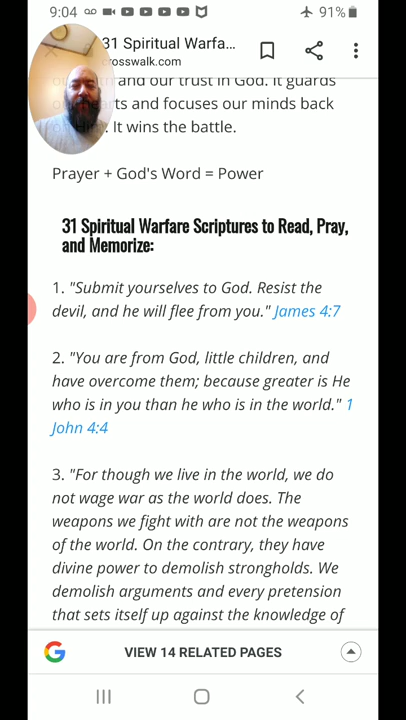 9:04
91%
31 Spiritual Warfa...
crosswalk.com
and our trust in God. It guards
our hearts and focuses our minds back
It wins the battle.
Prayer + God's Word = Power
31 Spiritual Warfare Scriptures to Read, Pray,
and Memorize:
1. "Submit yourselves to God. Resist the
devil, and he will flee from you." James 4:7
2. "You are from God, little children, and
have overcome them; because greater is He
who is in you than he who is in the world." 1
John 4:4
3. "For though we live in the world, we do
not wage war as the world does. The
weapons we fight with are not the weapons
of the world. On the contrary, they have
divine power to demolish strongholds. We
demolish arguments and every pretension
that sets itself up against the knowledge of
VIEW 14 RELATED PAGES